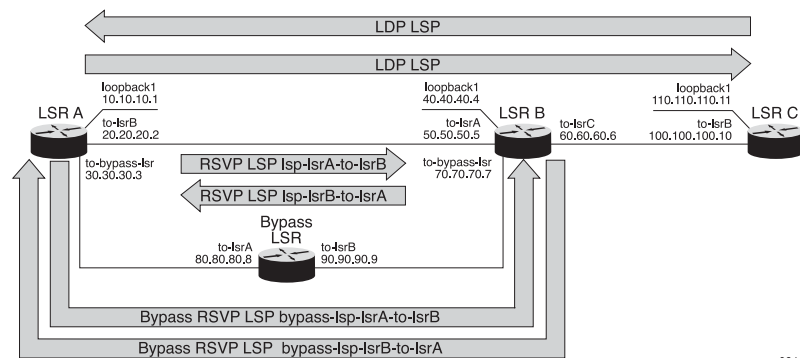 LDP LSP
LDP LSP
loopback1
10.10.10.1
LSR A
to-lsrB
20.20.20.2
to-bypass-lsr
30.30.30.3
loopback1
40.40.40.4
LSR B
to-lsrA
50.50.50.5
to-lsrC
60.60.60.6
to-bypass-lsr
70.70.70.7
loopback1
110.110.110.11
LSR C
to-lsrB
100.100.100.10
RSVP LSP lsp-lsrA-to-lsrB
RSVP LSP lsp-lsrB-to-lsrA
Bypass
LSR
to-lsrA
80.80.80.8
to-lsrB
90.90.90.9
Bypass RSVP LSP bypass-lsp-lsrA-to-lsrB
Bypass RSVP LSP bypass-lsp-lsrB-to-lsrA